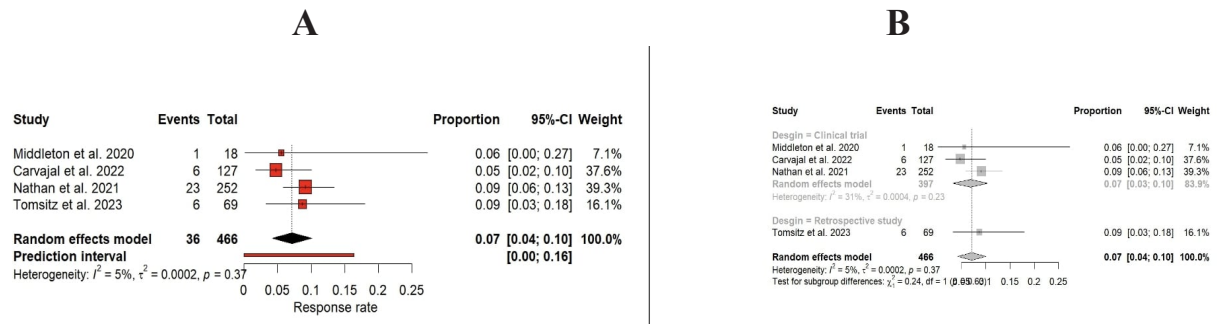 A
Study Events Total Proportion 95%-CI Weight
Middleton et al. 2020 1 18 0.06 [0.00; 0.27] 7.1%
Carvajal et al. 2022 6 127 0.05 [0.02; 0.10] 37.6%
Nathan et al. 2021 23 252 0.09 [0.06; 0.13] 39.3%
Tomsitz et al. 2023 6 69 0.09 [0.03; 0.18] 16.1%
Random effects model 36 466 0.07 [0.04; 0.10] 100.0%
Prediction interval [0.00; 0.16]
Heterogeneity: I² = 5%, τ² = 0.0002, p = 0.37
0 0.05 0.1 0.15 0.2 0.25
Response rate
B
Study Events Total Proportion 95%-CI Weight
Desgin = Clinical trial
Middleton et al. 2020 1 18 0.06 [0.00; 0.27] 7.1%
Carvajal et al. 2022 6 127 0.05 [0.02; 0.10] 37.6%
Nathan et al. 2021 23 252 0.09 [0.06; 0.13] 39.3%
Random effects model 397 0.07 [0.03; 0.10] 83.9%
Heterogeneity: I² = 31%, τ² = 0.0004, p = 0.23
Desgin = Retrospective study
Tomsitz et al. 2023 6 69 0.09 [0.03; 0.18] 16.1%
Random effects model 466 0.07 [0.04; 0.10] 100.0%
Heterogeneity: I² = 5%, τ² = 0.0002, p = 0.37
Test for subgroup differences: χ²₁ = 0.24, df = 1
0.1 0.15 0.2 0.25